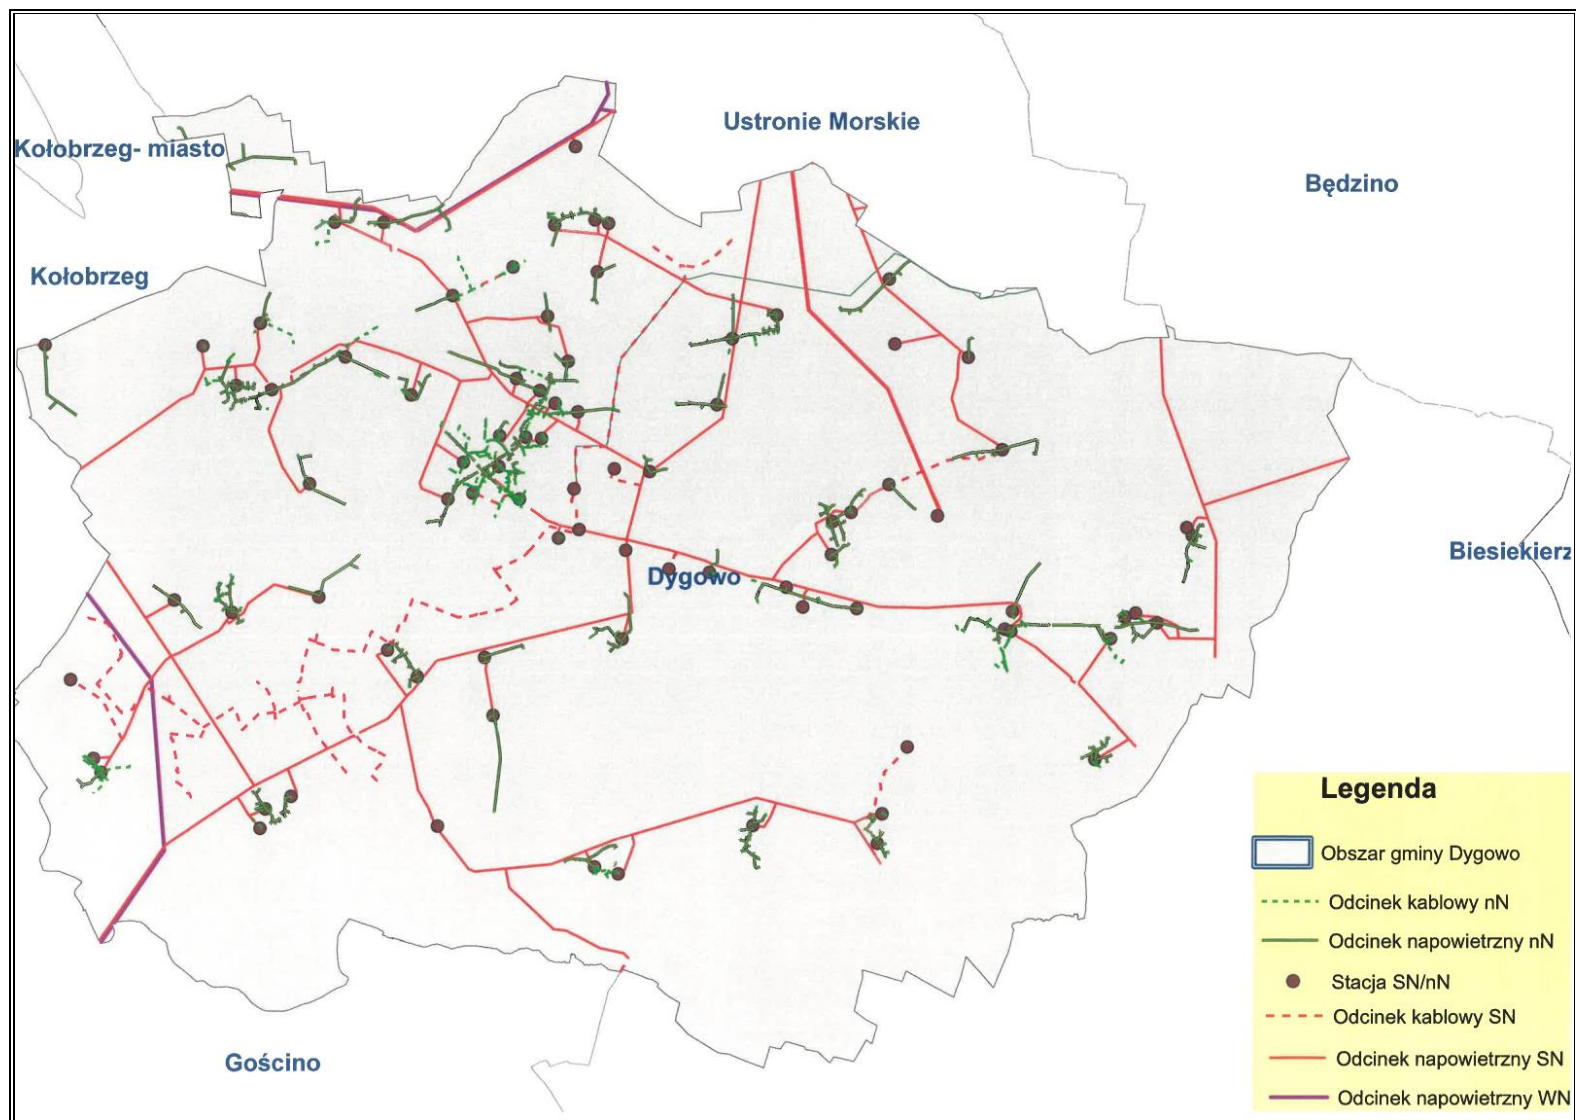 Ustronie Morskie
Kołobrzeg- miasto
Będzino
Kołobrzeg
Biesiekierz
Dygowo
Gościno
Legenda
Obszar gminy Dygowo
Odcinek kablowy nN
Odcinek napowietrzny nN
Stacja SN/nN
Odcinek kablowy SN
Odcinek napowietrzny SN
Odcinek napowietrzny WN